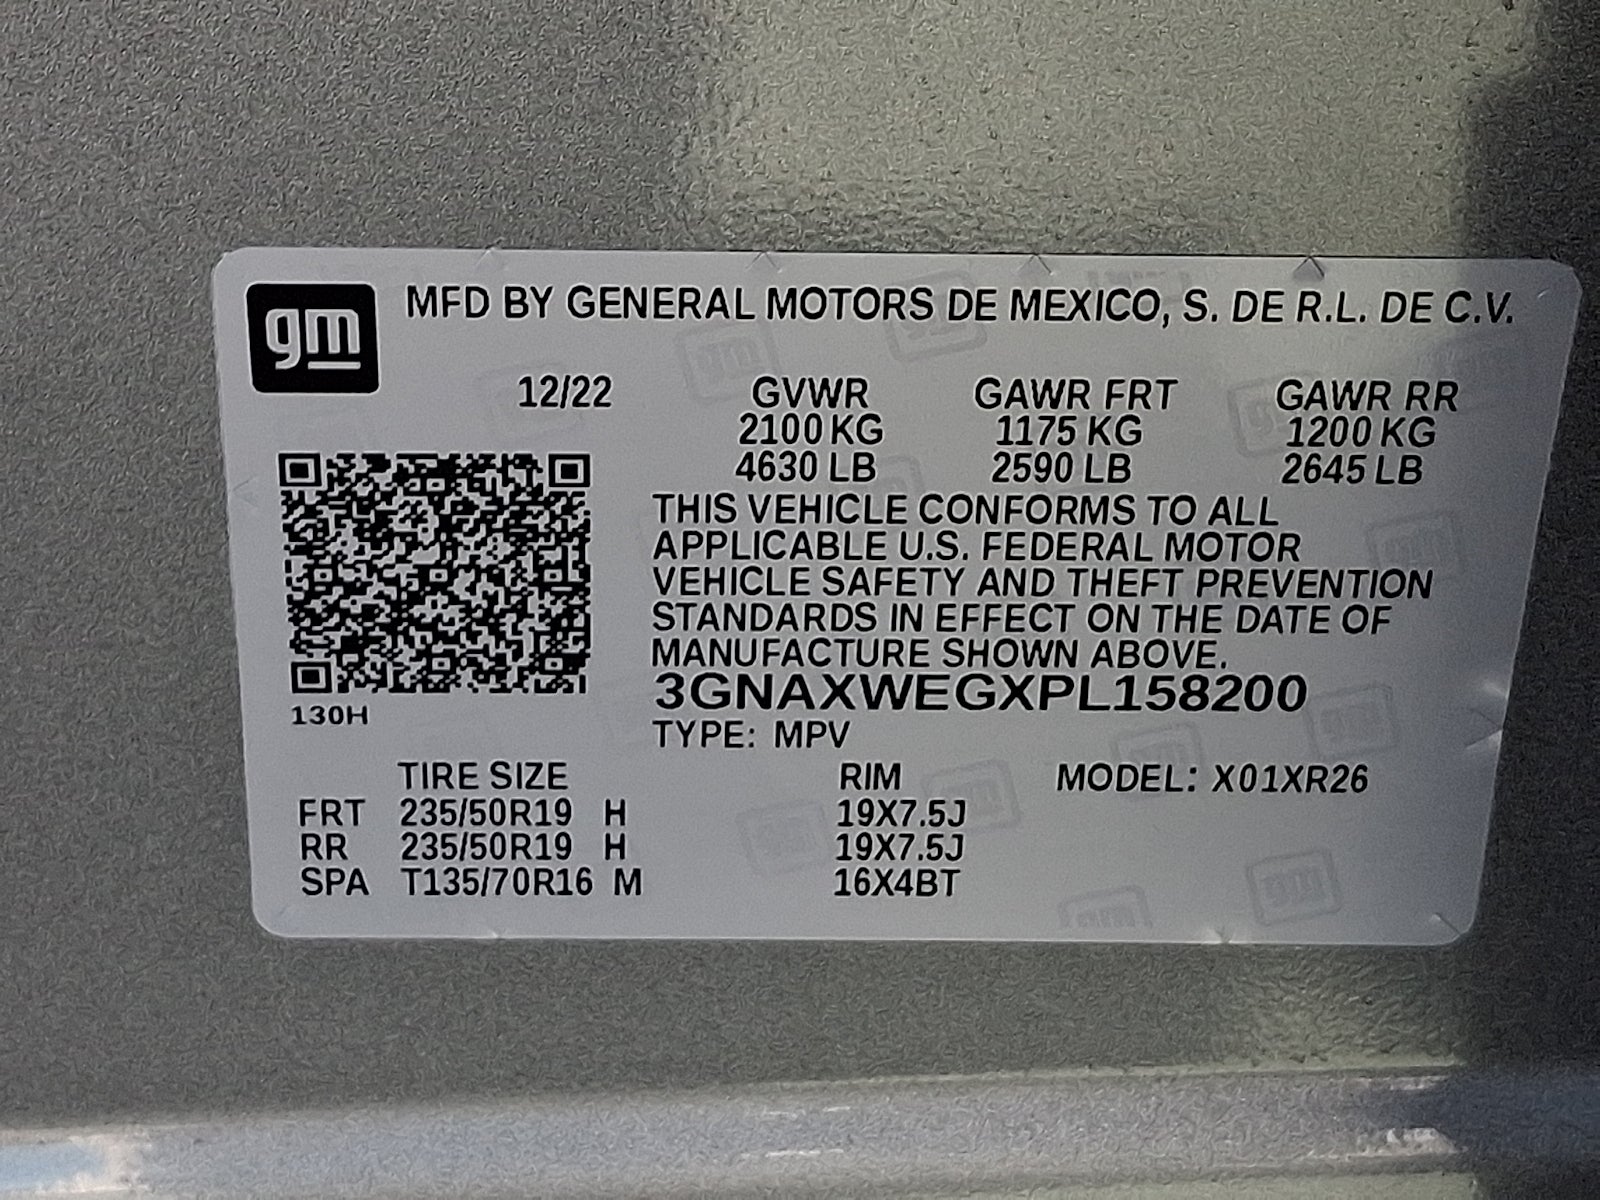 gm
MFD BY GENERAL MOTORS DE MEXICO, S. DE R.L. DE C.V.
12/22 GVWR GAWR FRT GAWR RR
2100 KG 1175 KG 1200 KG
4630 LB 2590 LB 2645 LB
THIS VEHICLE CONFORMS TO ALL
APPLICABLE U.S. FEDERAL MOTOR
VEHICLE SAFETY AND THEFT PREVENTION
STANDARDS IN EFFECT ON THE DATE OF
MANUFACTURE SHOWN ABOVE.
3GNAXWEGXPL158200
130H
TYPE: MPV
TIRE SIZE RIM MODEL: X01XR26
FRT 235/50R19 H 19X7.5J
RR 235/50R19 H 19X7.5J
SPA T135/70R16 M 16X4BT